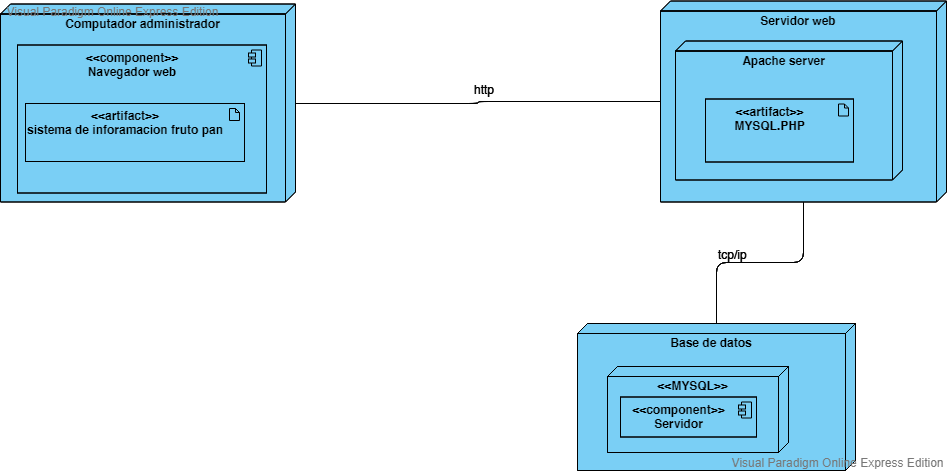 Visual Paradigm Online Express Edition
Computador administrador
<<component>>
Navegador web
<<artifact>>
sistema de inforamacion fruto pan
http
Servidor web
Apache server
<<artifact>>
MYSQL.PHP
tcp/ip
Base de datos
<<MYSQL>>
<<component>>
Servidor
Visual Paradigm Online Express Edition